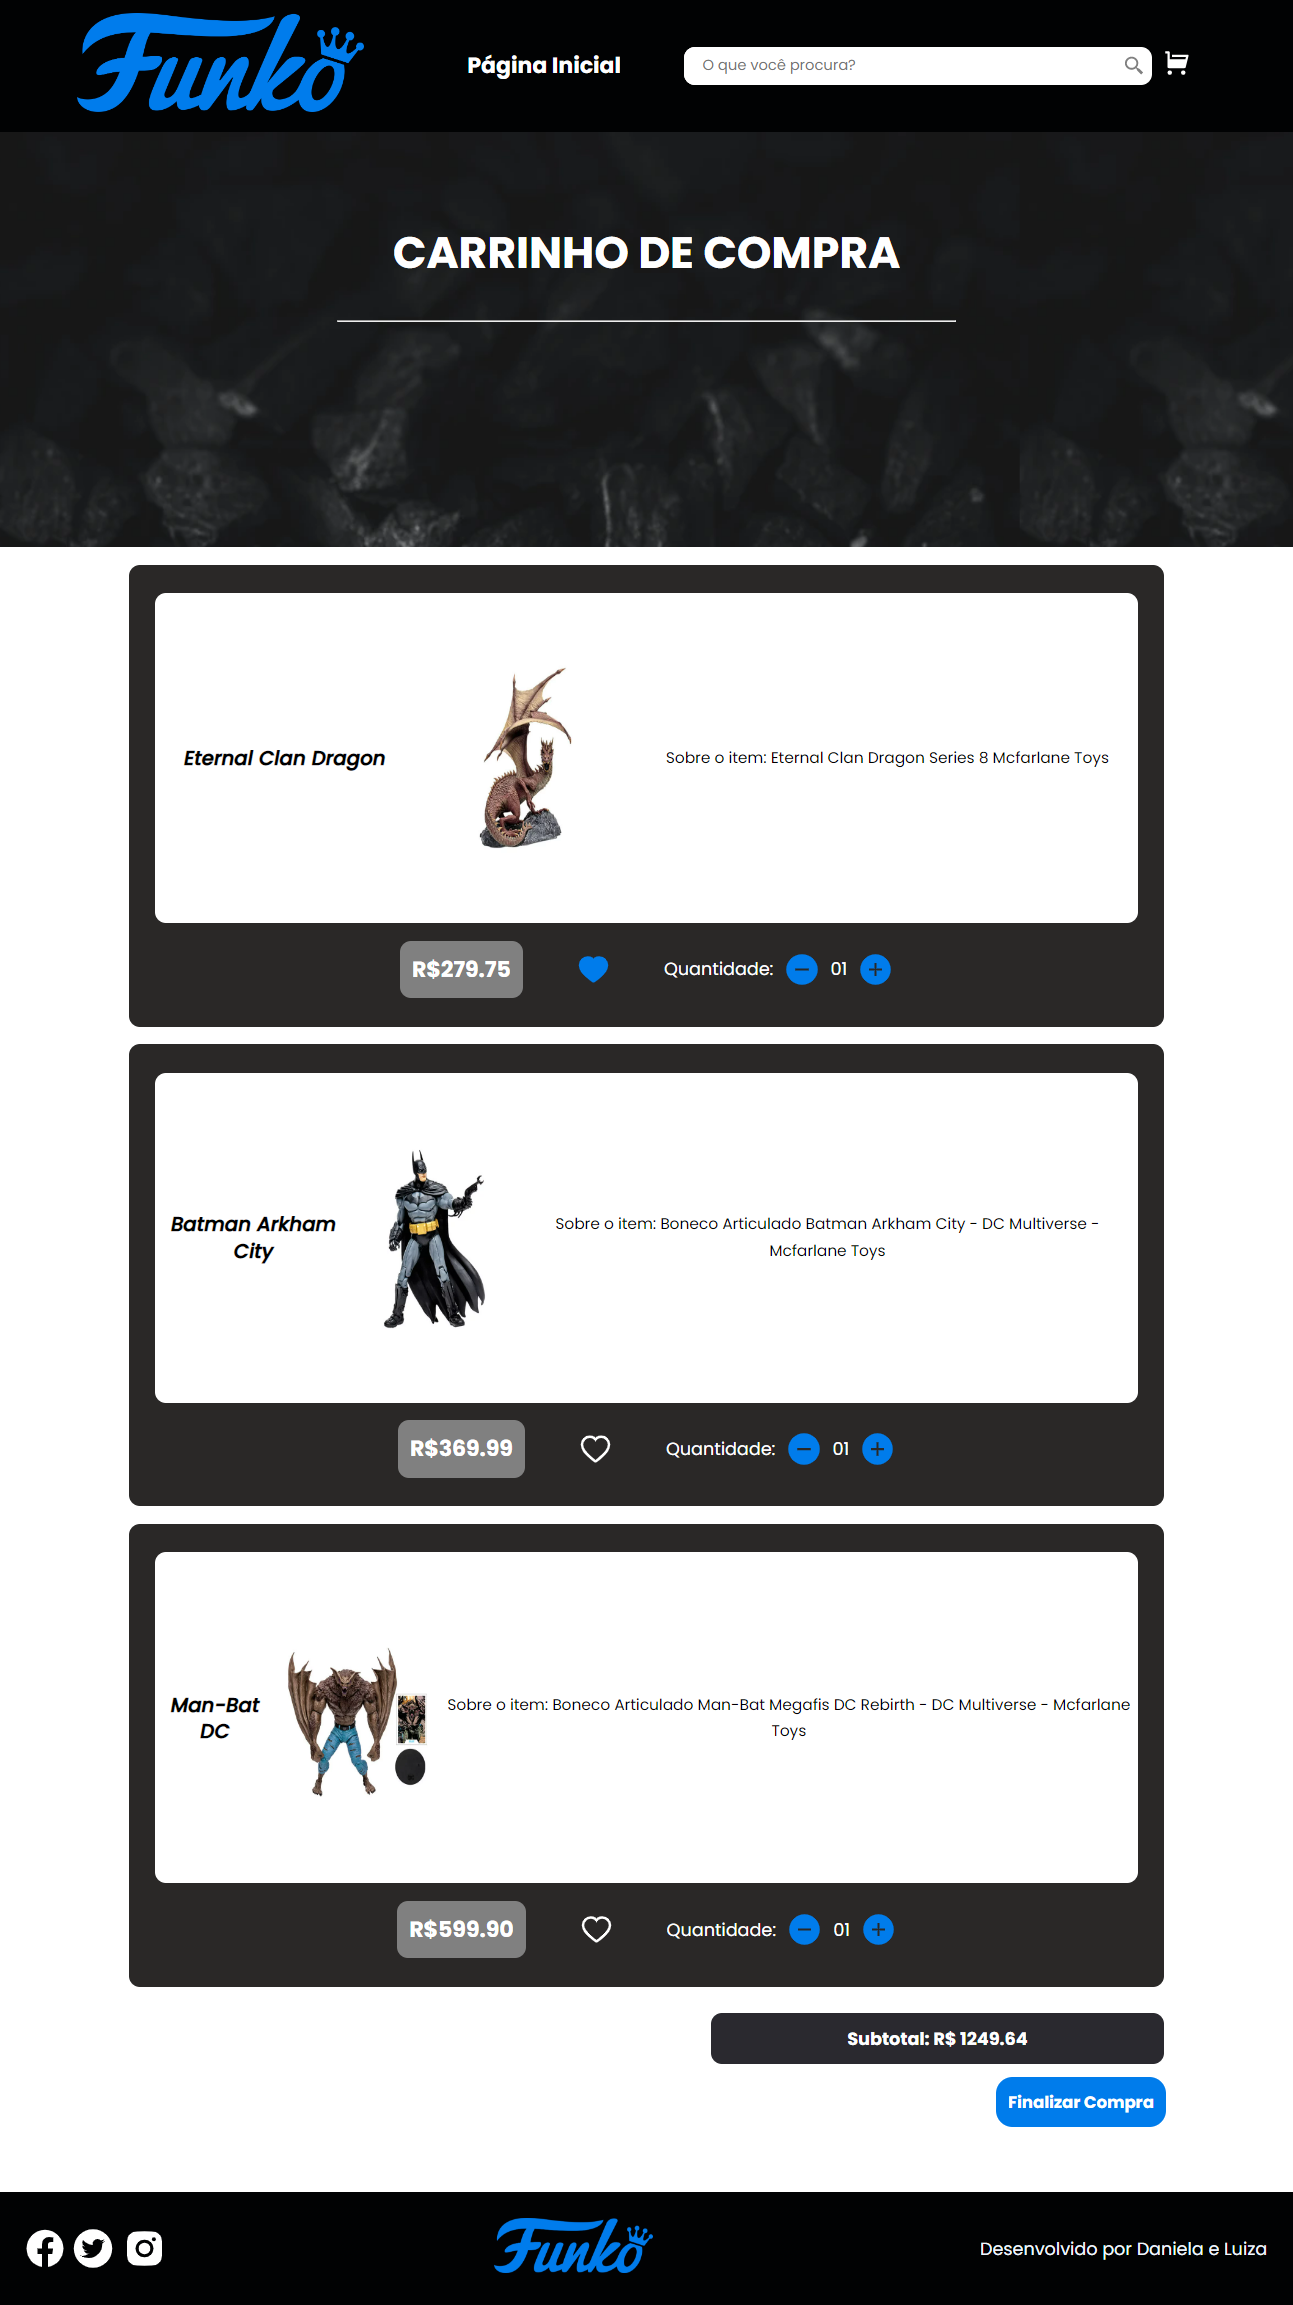 Funko
Página Inicial
O que você procura?
CARRINHO DE COMPRA
Eternal Clan Dragon
Sobre o item: Eternal Clan Dragon Series 8 Mcfarlane Toys
R$279.75
Quantidade:
01
Batman Arkham
City
Sobre o item: Boneco Articulado Batman Arkham City - DC Multiverse -
Mcfarlane Toys
R$369.99
Quantidade:
01
Man-Bat
DC
Sobre o item: Boneco Articulado Man-Bat Megafis DC Rebirth - DC Multiverse - Mcfarlane
Toys
R$599.90
Quantidade:
01
Subtotal: R$ 1249.64
Finalizar Compra
Funko
Desenvolvido por Daniela e Luiza